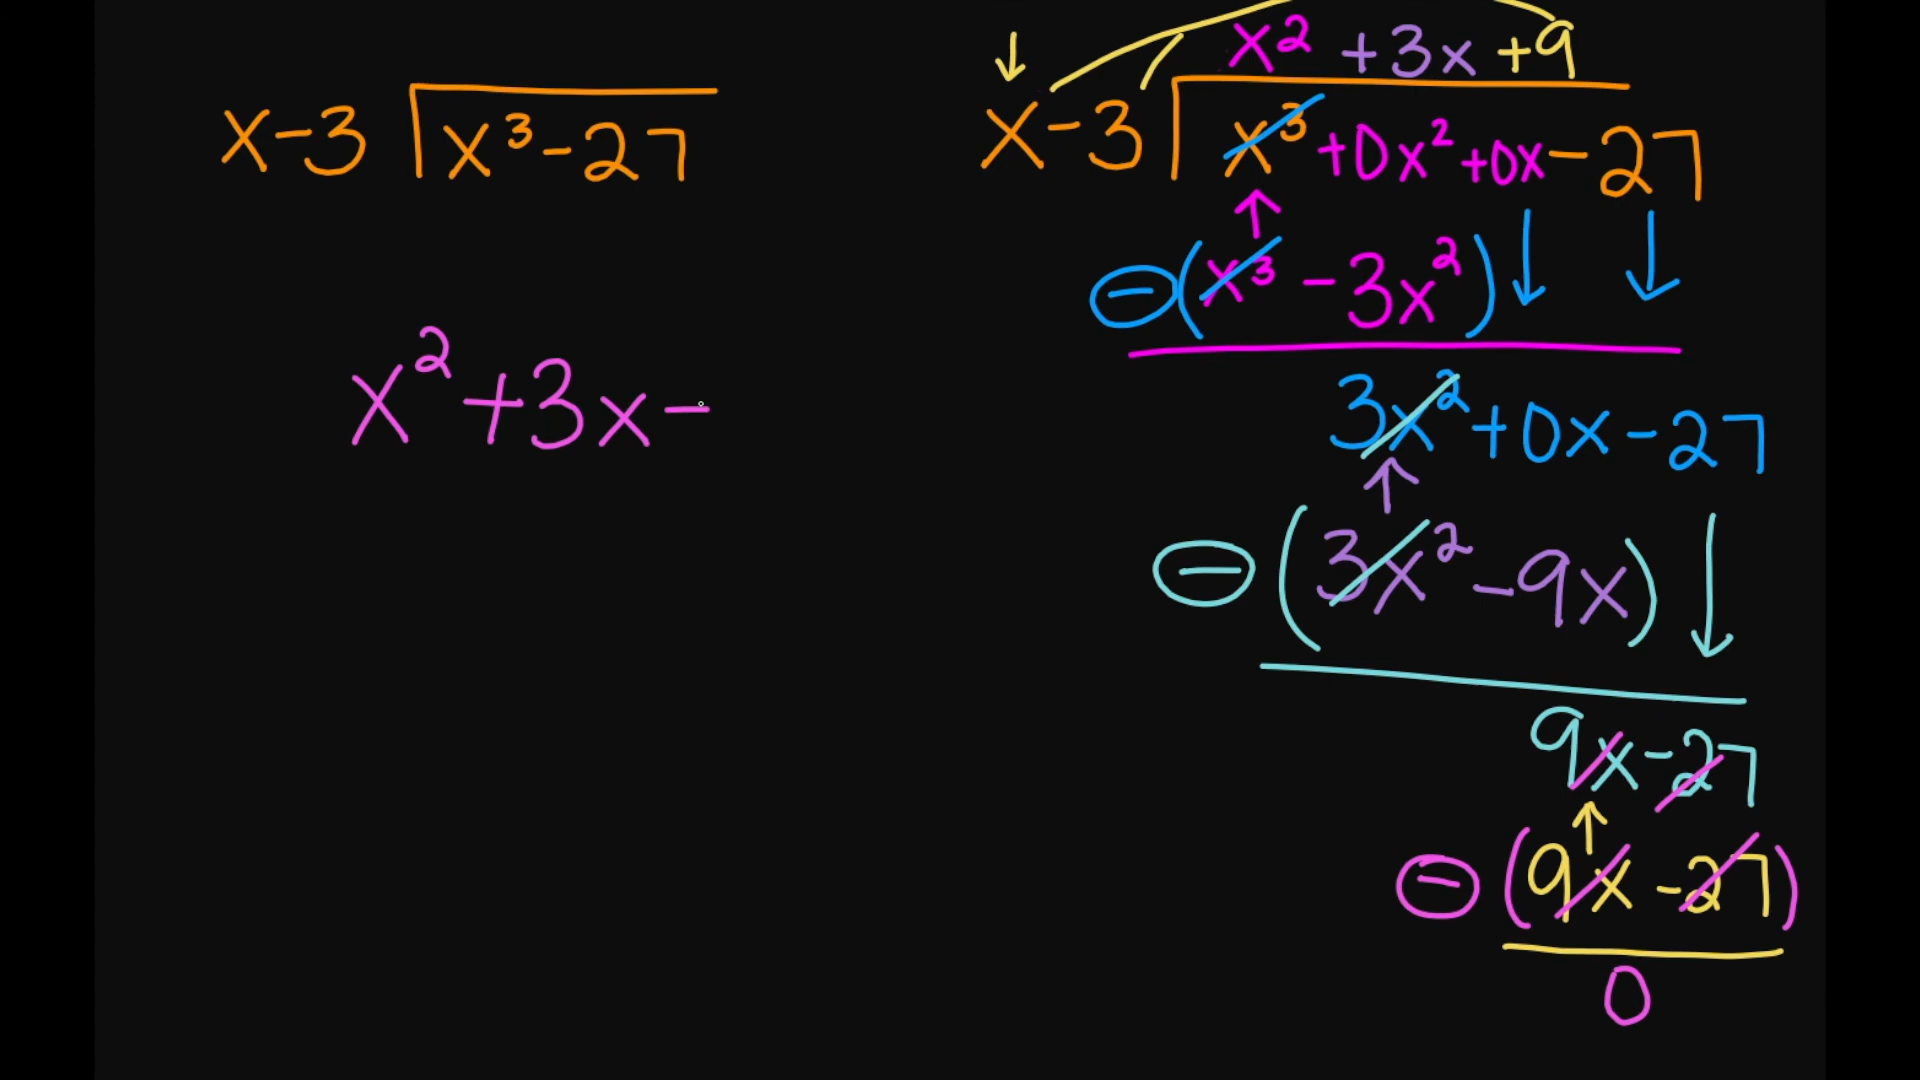 x-3 ⟌ x³-27
x² +3x +9
x-3 ⟌ x³ +0x² +0x -27
-(x³ -3x²)
3x² +0x -27
-(3x² -9x)
9x -27
-(9x -27)
0
x² +3x -